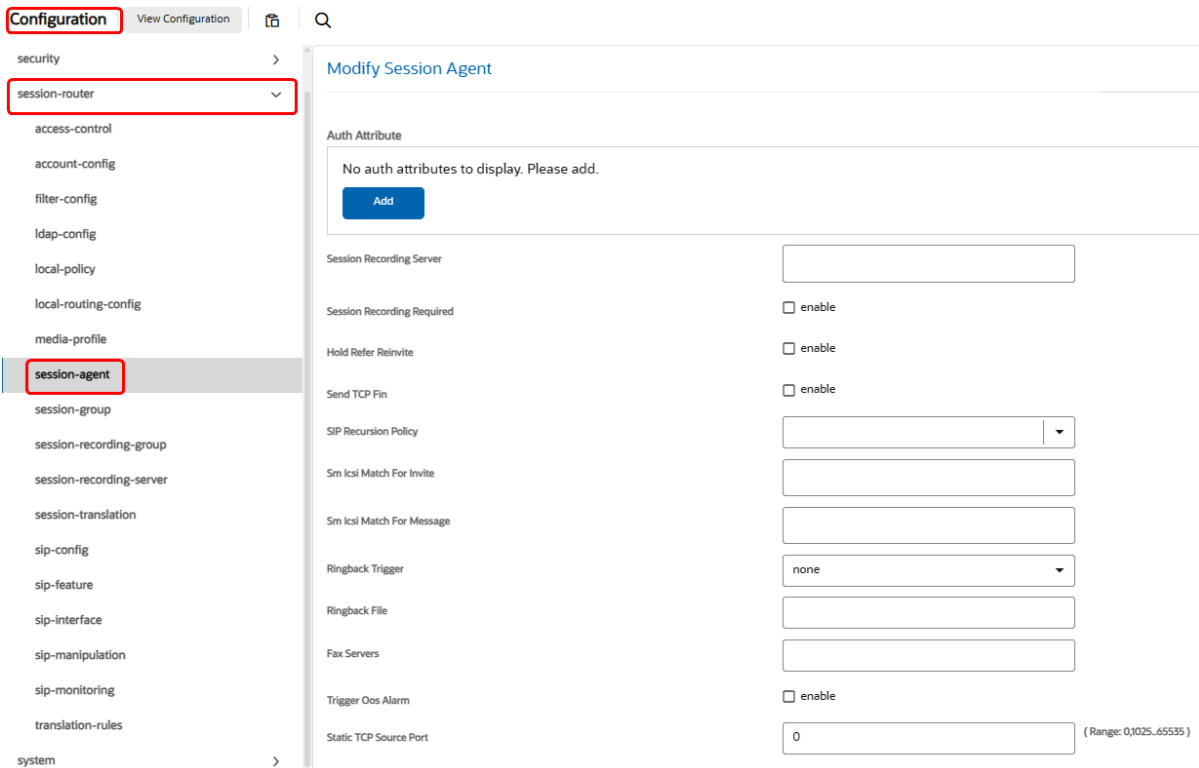 Configuration
View Configuration
security
session-router
access-control
account-config
filter-config
ldap-config
local-policy
local-routing-config
media-profile
session-agent
session-group
session-recording-group
session-recording-server
session-translation
sip-config
sip-feature
sip-interface
sip-manipulation
sip-monitoring
translation-rules
system
Modify Session Agent
Auth Attribute
No auth attributes to display. Please add.
Add
Session Recording Server
Session Recording Required
enable
Hold Refer Reinvite
enable
Send TCP Fin
enable
SIP Recursion Policy
Sm Icsi Match For Invite
Sm Icsi Match For Message
Ringback Trigger
none
Ringback File
Fax Servers
Trigger Oos Alarm
enable
Static TCP Source Port
0
( Range: 0,1025..65535 )